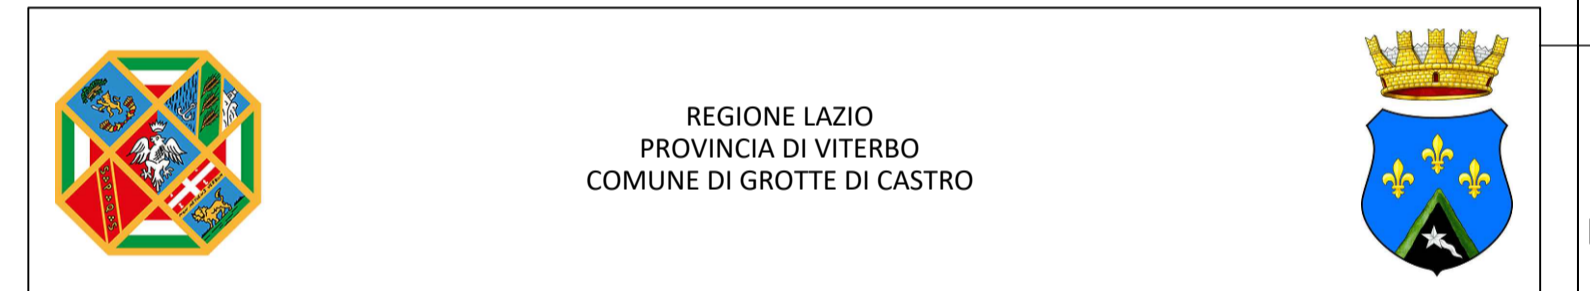 REGIONE LAZIO
PROVINCIA DI VITERBO
COMUNE DI GROTTE DI CASTRO